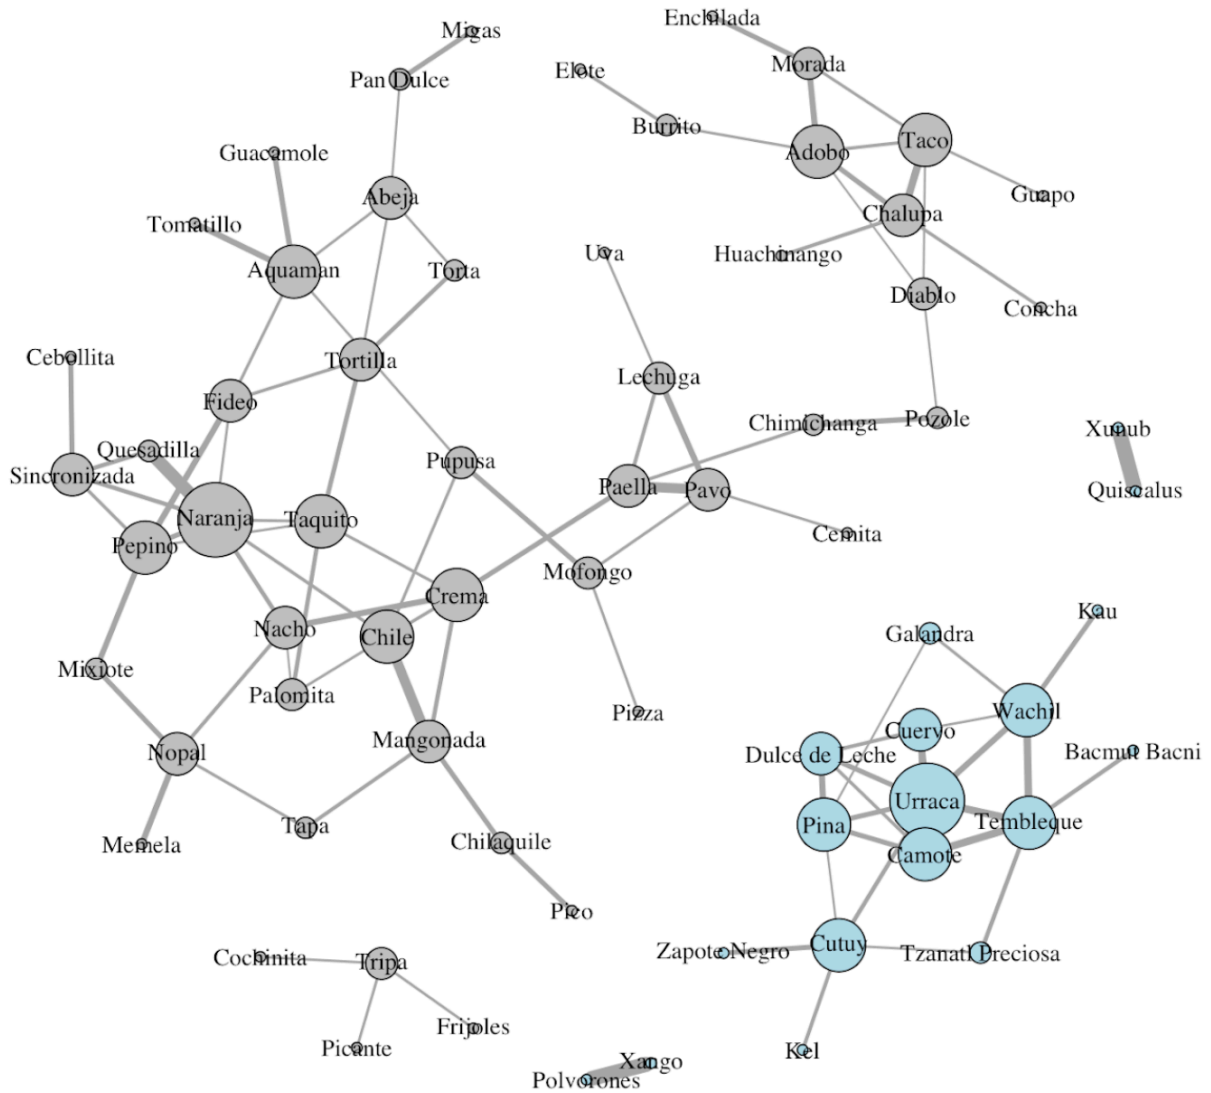 Enchilada
Migas
Morada
Elote
Pan Dulce
Burrito
Taco
Adobo
Guacamole
Guapo
Abeja
Chalupa
Tomatillo
Uva
Huachinango
Aquaman
Torta
Diablo
Concha
Cebollita
Tortilla
Lechuga
Fideo
Pozole
Chimichanga
Xunub
Quesadilla
Pupusa
Sincronizada
Paella
Pavo
Quiscalus
Naranja
Taquito
Cemita
Pepino
Mofongo
Crema
Kau
Nacho
Galandra
Chile
Mixiote
Palomita
Wachil
Pizza
Cuervo
Mangonada
Nopal
Dulce de Leche
Bacmut Bacni
Urraca
Tembleque
Pina
Tapa
Chilaquile
Memela
Camote
Pico
Cutuy
Zapote Negro
Tzanatl Preciosa
Cochinita
Tripa
Frijoles
Picante
Kel
Xango
Polvorones